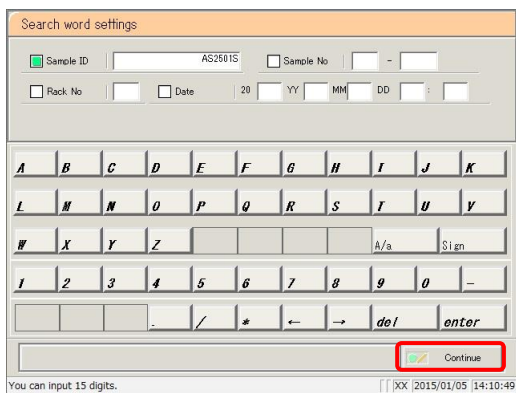 Search word settings
Sample ID AS2501S Sample No -
Rack No Date 20 YY MM DD :
A B C D E F G H I J K
L M N O P Q R S T U V
W X Y Z A/a Sign
1 2 3 4 5 6 7 8 9 0 -
. / * ← → del enter
Continue
You can input 15 digits. XX 2015/01/05 14:10:49